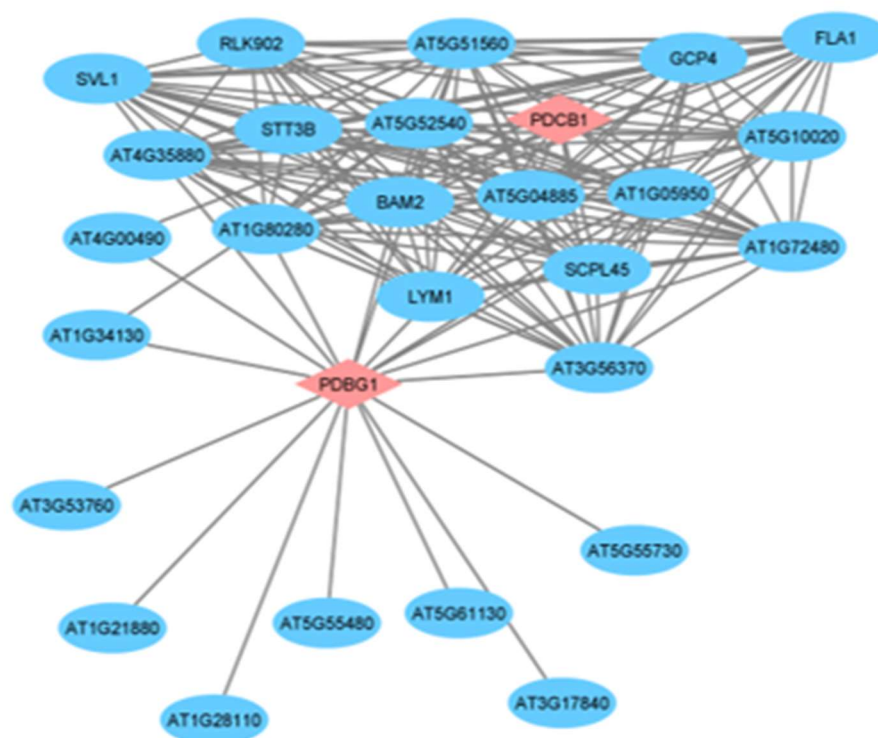 FLA1
RLK902
AT5G51560
GCP4
SVL1
PDCB1
AT5G52540
STT3B
AT5G10020
AT4G35880
AT5G04885
AT1G05950
BAM2
AT1G80280
AT4G00490
AT1G72480
SCPL45
LYM1
AT1G34130
AT3G56370
PDBG1
AT3G53760
AT5G55730
AT5G61130
AT5G55480
AT1G21880
AT3G17840
AT1G28110